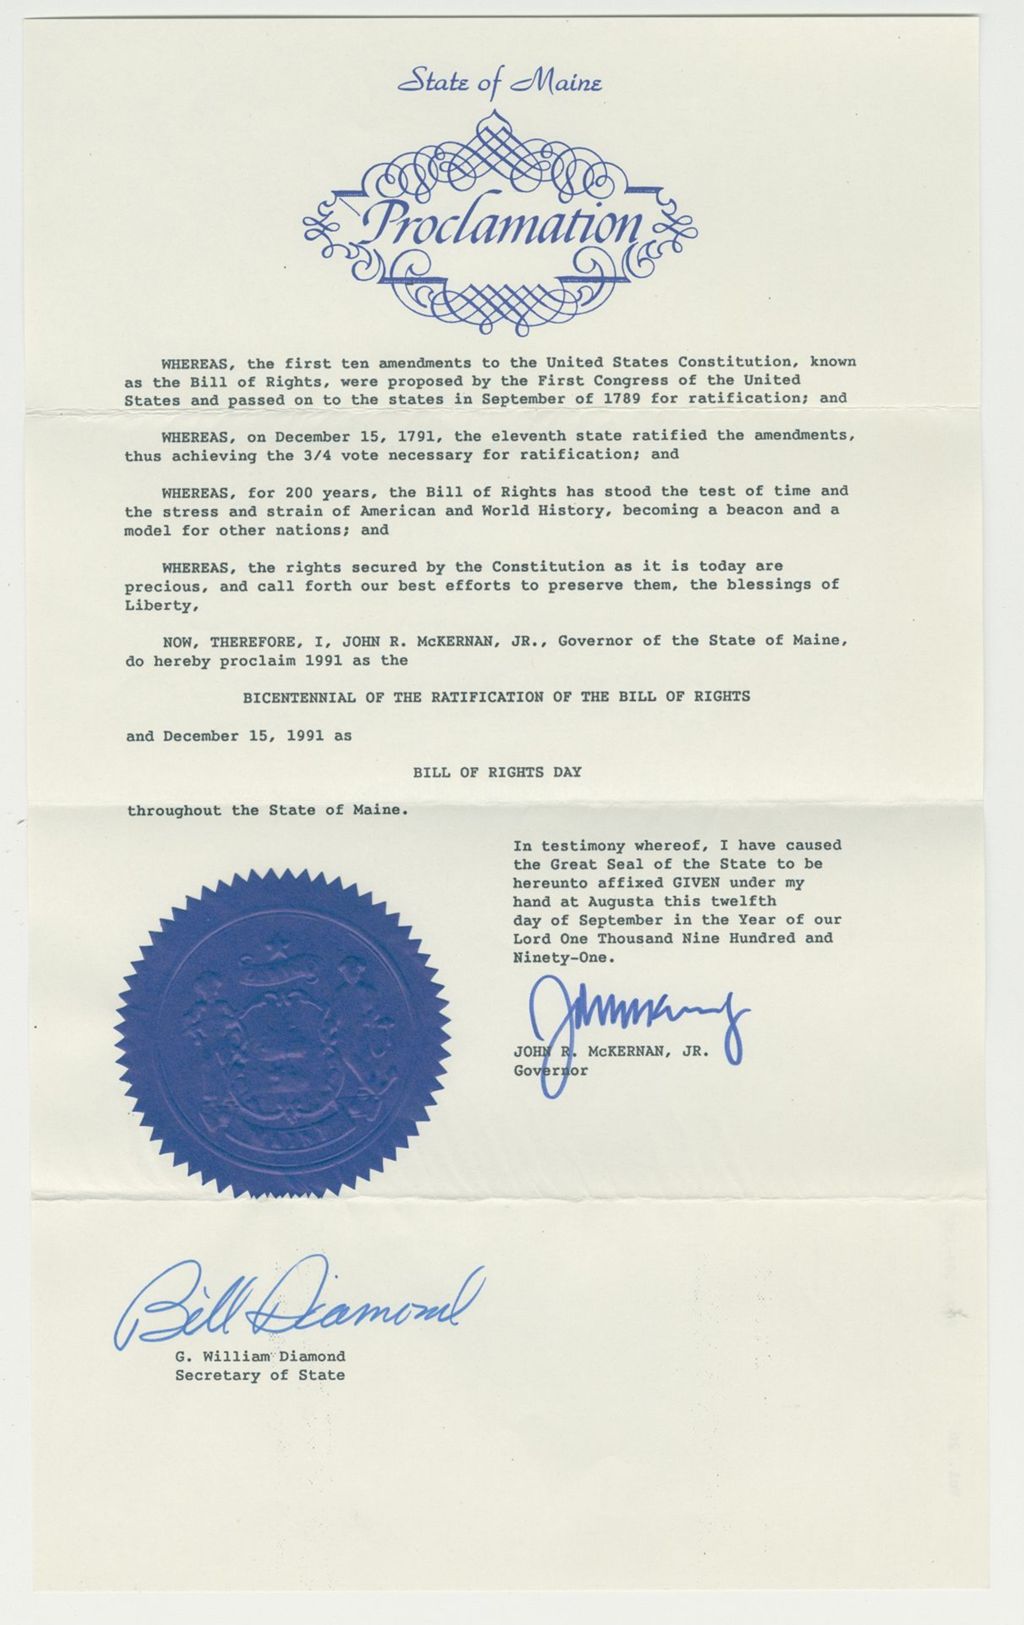 State of Maine
Proclamation
WHEREAS, the first ten amendments to the United States Constitution, known
as the Bill of Rights, were proposed by the First Congress of the United
States and passed on to the states in September of 1789 for ratification; and
WHEREAS, on December 15, 1791, the eleventh state ratified the amendments,
thus achieving the 3/4 vote necessary for ratification; and
WHEREAS, for 200 years, the Bill of Rights has stood the test of time and
the stress and strain of American and World History, becoming a beacon and a
model for other nations; and
WHEREAS, the rights secured by the Constitution as it is today are
precious, and call forth our best efforts to preserve them, the blessings of
Liberty,
NOW, THEREFORE, I, JOHN R. McKERNAN, JR., Governor of the State of Maine,
do hereby proclaim 1991 as the
BICENTENNIAL OF THE RATIFICATION OF THE BILL OF RIGHTS
and December 15, 1991 as
BILL OF RIGHTS DAY
throughout the State of Maine.
In testimony whereof, I have caused
the Great Seal of the State to be
hereunto affixed GIVEN under my
hand at Augusta this twelfth
day of September in the Year of our
Lord One Thousand Nine Hundred and
Ninety-One.
JOHN R. McKERNAN, JR.
Governor
MAINE
Bill Diamond
G. William Diamond
Secretary of State